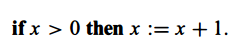 if x > 0 then x := x + 1.